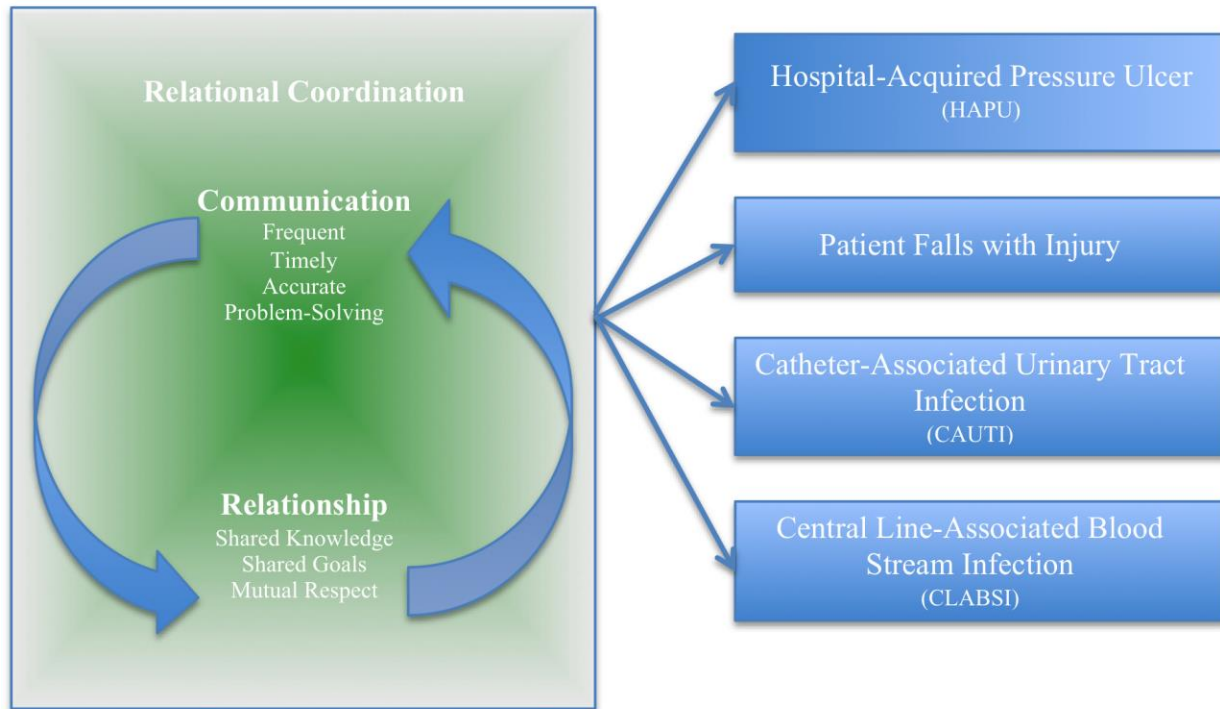 Relational Coordination
Communication
Frequent
Timely
Accurate
Problem-Solving
Relationship
Shared Knowledge
Shared Goals
Mutual Respect
Hospital-Acquired Pressure Ulcer
(HAPU)
Patient Falls with Injury
Catheter-Associated Urinary Tract
Infection
(CAUTI)
Central Line-Associated Blood
Stream Infection
(CLABSI)